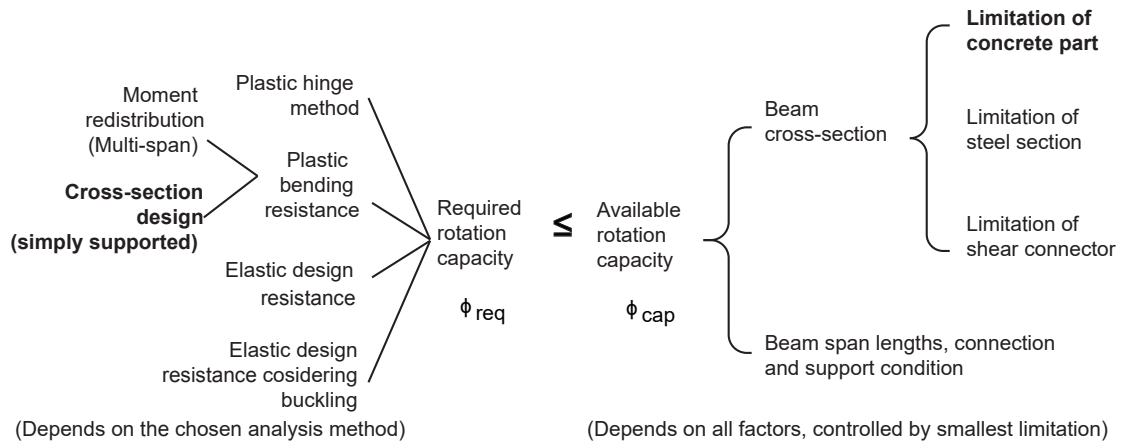 Moment
redistribution
(Multi-span)
Cross-section
design
(simply supported)
Plastic hinge
method
Plastic
bending
resistance
Elastic design
resistance
Elastic design
resistance cosidering
buckling
(Depends on the chosen analysis method)
Required
rotation
capacity
ϕ req
≤
Available
rotation
capacity
ϕ cap
Beam
cross-section
Limitation of
concrete part
Limitation of
steel section
Limitation of
shear connector
Beam span lengths, connection
and support condition
(Depends on all factors, controlled by smallest limitation)